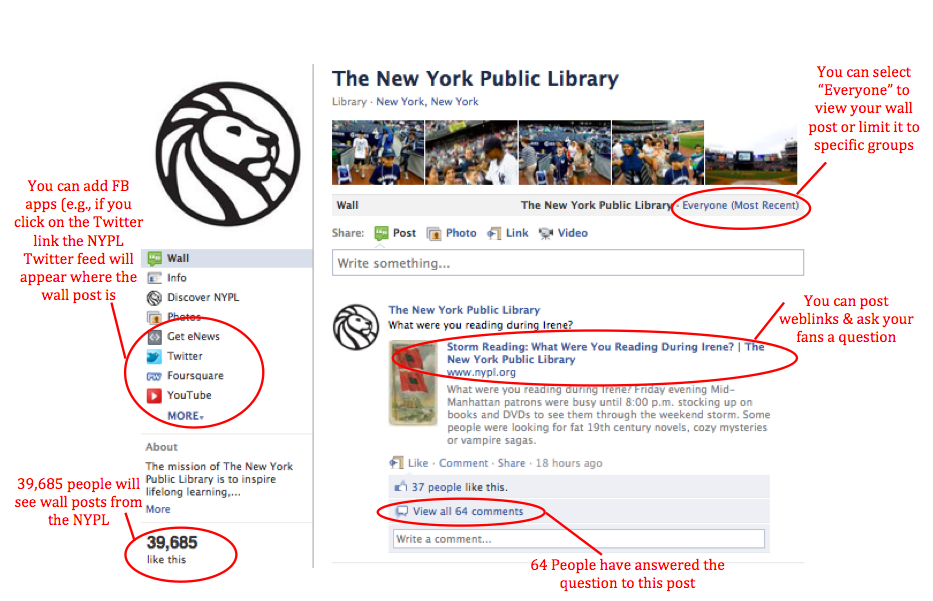 The New York Public Library
Library · New York, New York
You can select
“Everyone” to
view your wall
post or limit it to
specific groups
Wall The New York Public Library · Everyone (Most Recent)
Share: Post Photo Link Video
Write something...
You can add FB
apps (e.g., if you
click on the Twitter
link the NYPL
Twitter feed will
appear where the
wall post is
Wall
Info
Discover NYPL
Photos
Get eNews
Twitter
Foursquare
YouTube
MORE
About
The mission of The New York
Public Library is to inspire
lifelong learning,...
More
39,685 people will
see wall posts from
the NYPL
39,685
like this
The New York Public Library
What were you reading during Irene?
Storm Reading: What Were You Reading During Irene? | The
New York Public Library
www.nypl.org
What were you reading during Irene? Friday evening Mid-
Manhattan patrons were busy until 8:00 p.m. stocking up on
books and DVDs to see them through the weekend storm. Some
people were looking for fat 19th century novels, cozy mysteries
or vampire sagas.
You can post
weblinks & ask your
fans a question
Like · Comment · Share · 18 hours ago
37 people like this.
View all 64 comments
Write a comment...
64 People have answered the
question to this post